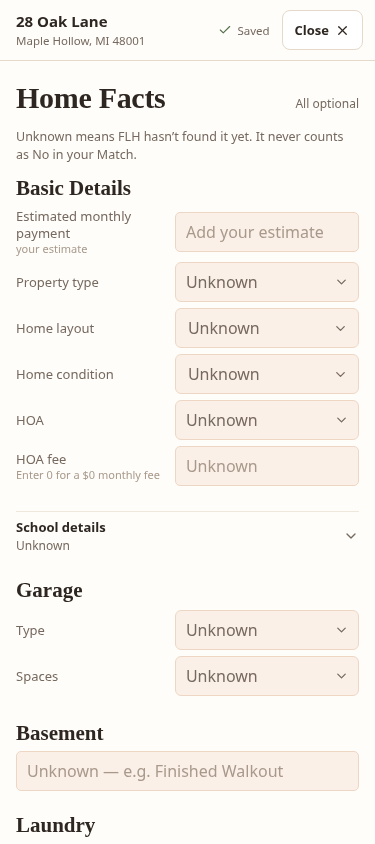 28 Oak Lane
Maple Hollow, MI 48001
Saved
Close
Home Facts
All optional
Unknown means FLH hasn’t found it yet. It never counts
as No in your Match.
Basic Details
Estimated monthly
payment
your estimate
Add your estimate
Property type
Unknown
Home layout
Unknown
Home condition
Unknown
HOA
Unknown
HOA fee
Enter 0 for a $0 monthly fee
Unknown
School details
Unknown
Garage
Type
Unknown
Spaces
Unknown
Basement
Unknown — e.g. Finished Walkout
Laundry